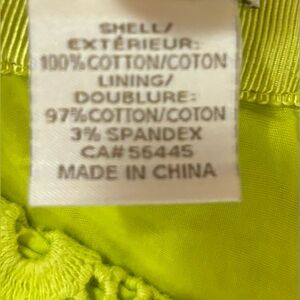 SHELL/
EXTÉRIEUR:
100%COTTON/COTON
LINING/
DOUBLURE:
97%COTTON/COTON
3% SPANDEX
CA# 56445
MADE IN CHINA